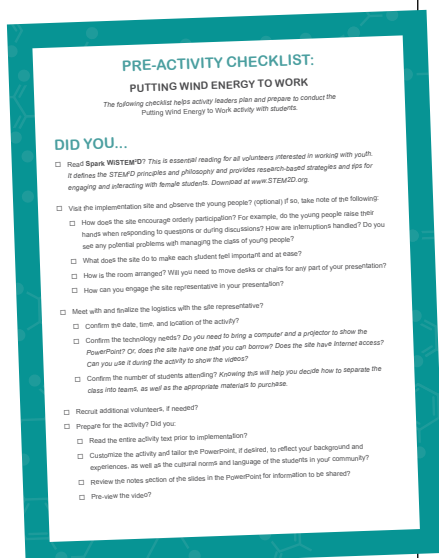 PRE-ACTIVITY CHECKLIST:
PUTTING WIND ENERGY TO WORK
The following checklist helps activity leaders plan and prepare to conduct the
Putting Wind Energy to Work activity with students.
DID YOU...
☐ Read Spark WiSTEM²D? This is essential reading for all volunteers interested in working with youth.
It defines the STEM²D principles and philosophy and provides research-based strategies and tips for
engaging and interacting with female students. Download at www.STEM2D.org.
☐ Visit the implementation site and observe the young people? (optional) If so, take note of the following:
☐ How does the site encourage orderly participation? For example, do the young people raise their
hands when responding to questions or during discussions? How are interruptions handled? Do you
see any potential problems with managing the class of young people?
☐ What does the site do to make each student feel important and at ease?
☐ How is the room arranged? Will you need to move desks or chairs for any part of your presentation?
☐ How can you engage the site representative in your presentation?
☐ Meet with and finalize the logistics with the site representative?
☐ Confirm the date, time, and location of the activity?
☐ Confirm the technology needs? Do you need to bring a computer and a projector to show the
PowerPoint? Or, does the site have one that you can borrow? Does the site have Internet access?
Can you use it during the activity to show the videos?
☐ Confirm the number of students attending? Knowing this will help you decide how to separate the
class into teams, as well as the appropriate materials to purchase.
☐ Recruit additional volunteers, if needed?
☐ Prepare for the activity? Did you:
☐ Read the entire activity text prior to implementation?
☐ Customize the activity and tailor the PowerPoint, if desired, to reflect your background and
experiences, as well as the cultural norms and language of the students in your community?
☐ Review the notes section of the slides in the PowerPoint for information to be shared?
☐ Pre-view the video?